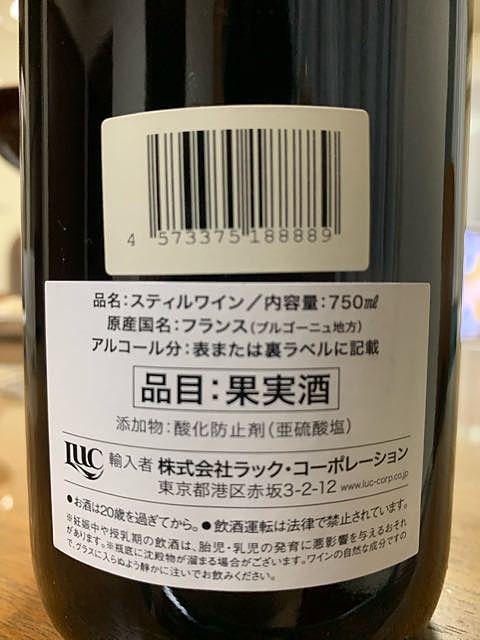 4 573375 188889
品名:スティルワイン/内容量:750㎖
原産国名:フランス(ブルゴーニュ地方)
アルコール分:表または裏ラベルに記載
品目:果実酒
添加物:酸化防止剤(亜硫酸塩)
LUC 輸入者 株式会社ラック・コーポレーション
東京都港区赤坂3-2-12 www.luc-corp.co.jp
●お酒は20歳を過ぎてから。●飲酒運転は法律で禁止されています。
※妊娠中や授乳期の飲酒は、胎児・乳児の発育に悪影響を与えるおそれ
があります。※瓶底に沈殿物が溜まる場合がございます。ワインの自然な成分ですの
で、グラスに入らぬよう静かに注いでお飲みください。